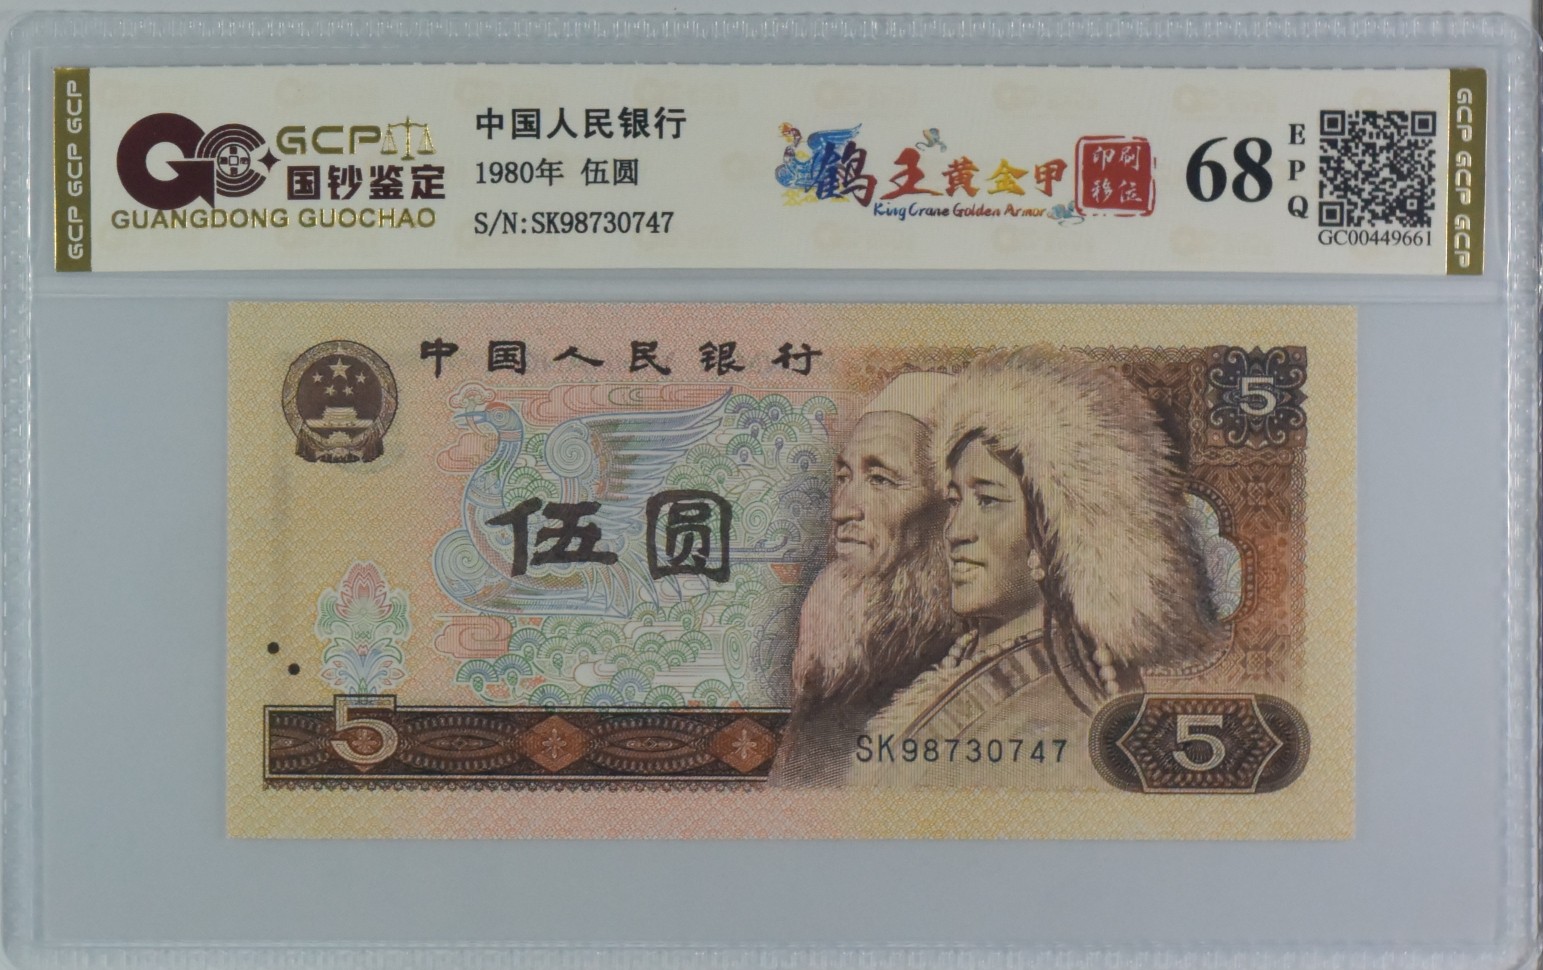 GCP GCP GCP
GCP
国钞鉴定
GUANGDONG GUOCHAO
中国人民银行
1980年 伍圆
S/N:SK98730747
鹤王黄金甲
King Crane Golden Armor
印刷
移位
68
E
P
Q
GC00449661
GCP GCP GCP
中国人民银行
5
伍圆
5
SK98730747
5